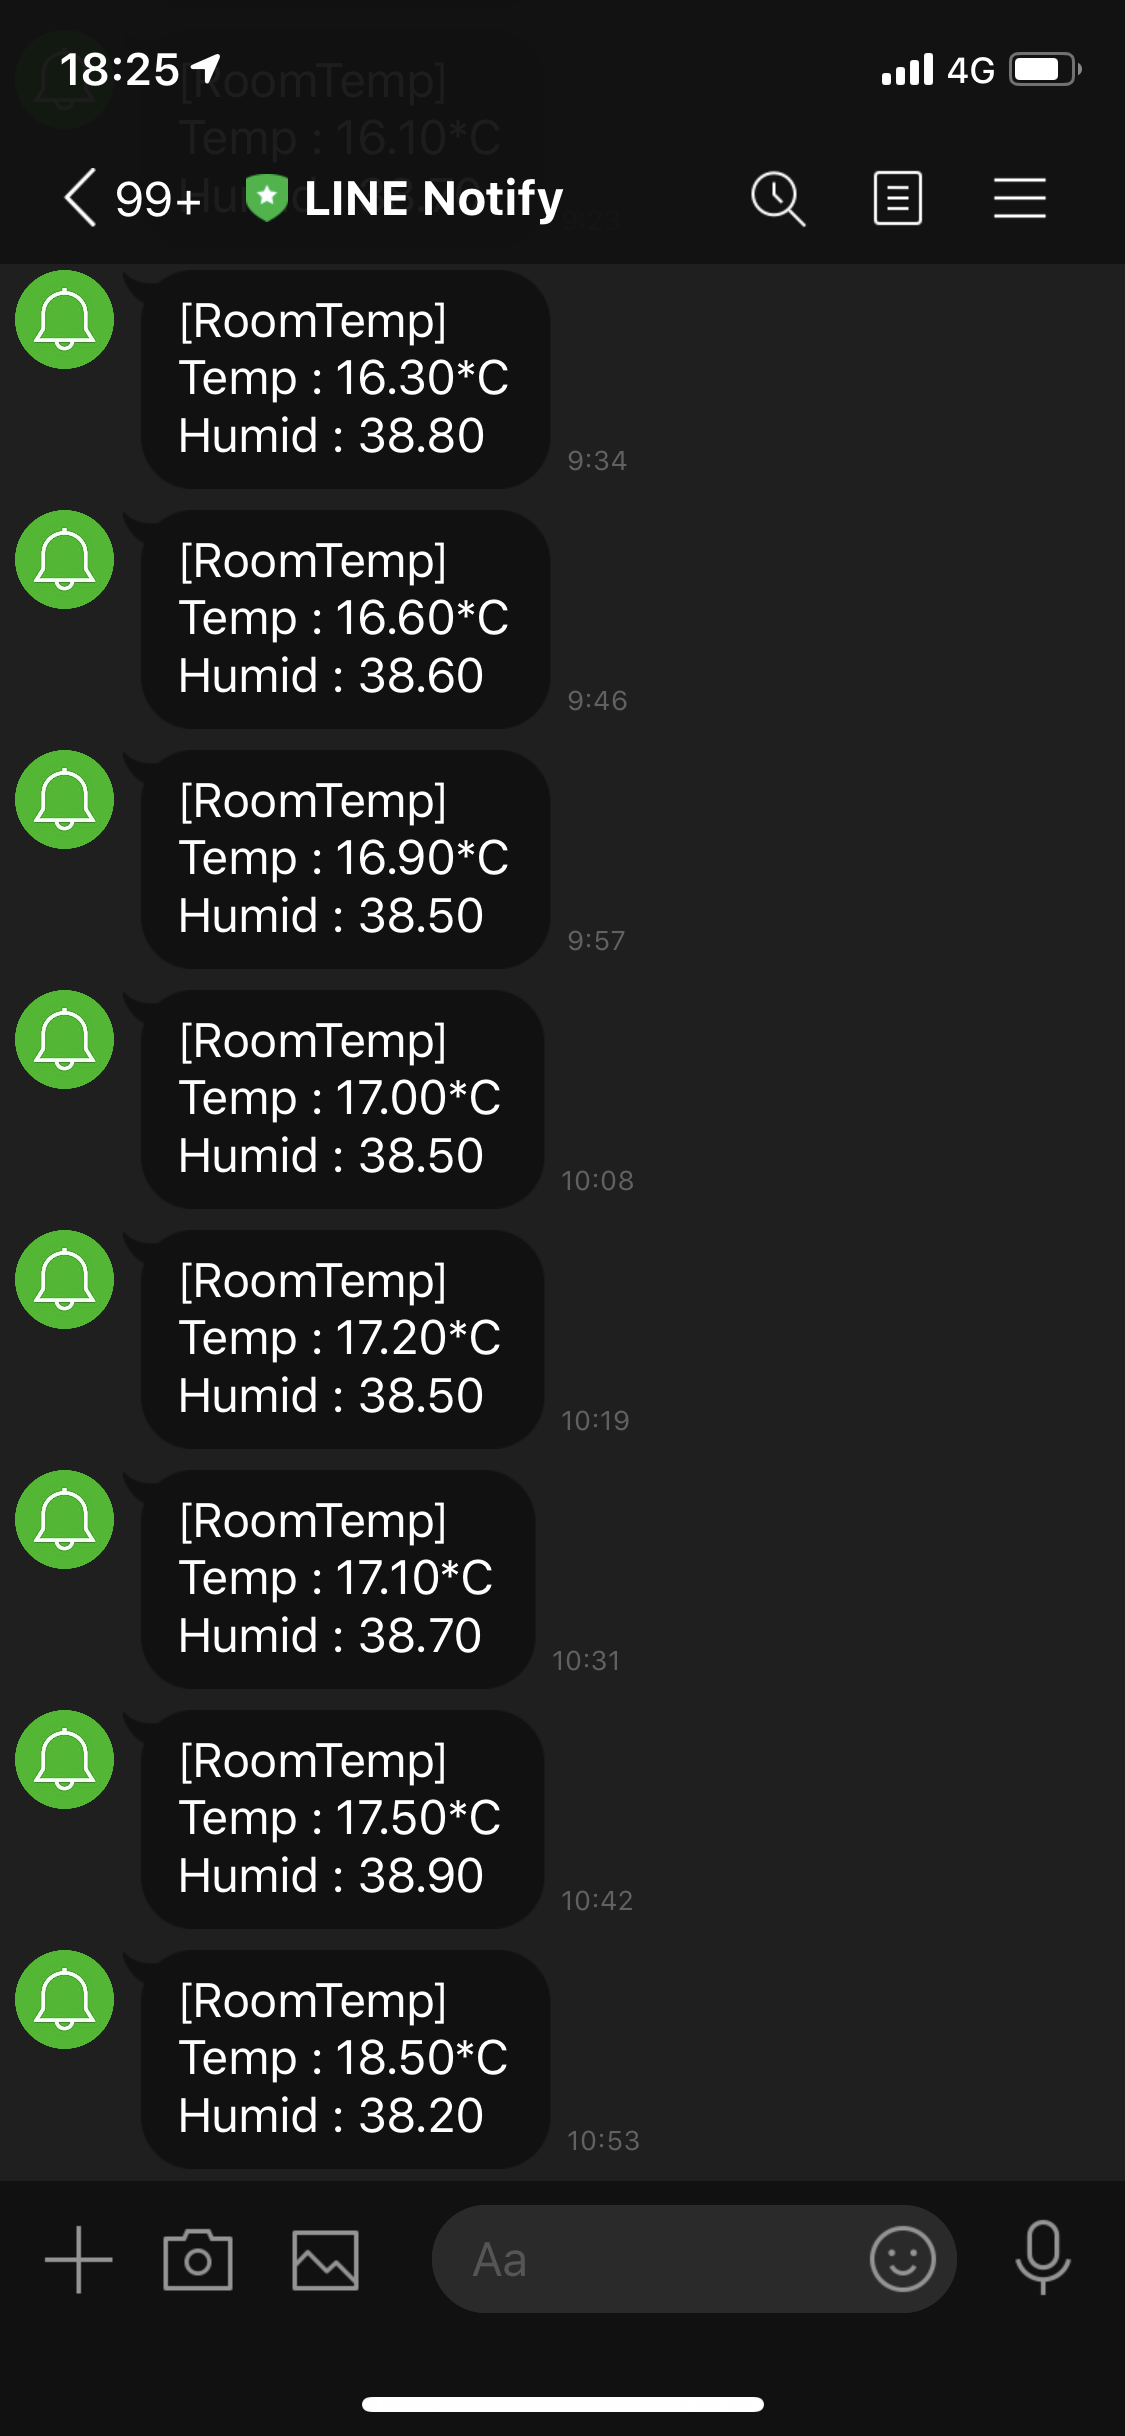 18:25
4G
[RoomTemp]
Temp : 16.10*C
99+
LINE Notify
9:23
[RoomTemp]
Temp : 16.30*C
Humid : 38.80
9:34
[RoomTemp]
Temp : 16.60*C
Humid : 38.60
9:46
[RoomTemp]
Temp : 16.90*C
Humid : 38.50
9:57
[RoomTemp]
Temp : 17.00*C
Humid : 38.50
10:08
[RoomTemp]
Temp : 17.20*C
Humid : 38.50
10:19
[RoomTemp]
Temp : 17.10*C
Humid : 38.70
10:31
[RoomTemp]
Temp : 17.50*C
Humid : 38.90
10:42
[RoomTemp]
Temp : 18.50*C
Humid : 38.20
10:53
Aa